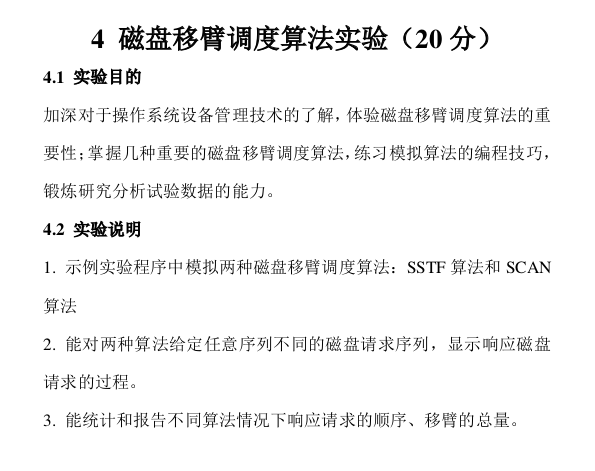 4 磁盘移臂调度算法实验（20 分）
4.1 实验目的
加深对于操作系统设备管理技术的了解，体验磁盘移臂调度算法的重
要性；掌握几种重要的磁盘移臂调度算法，练习模拟算法的编程技巧，
锻炼研究分析试验数据的能力。
4.2 实验说明
1. 示例实验程序中模拟两种磁盘移臂调度算法：SSTF 算法和 SCAN
算法
2. 能对两种算法给定任意序列不同的磁盘请求序列，显示响应磁盘
请求的过程。
3. 能统计和报告不同算法情况下响应请求的顺序、移臂的总量。